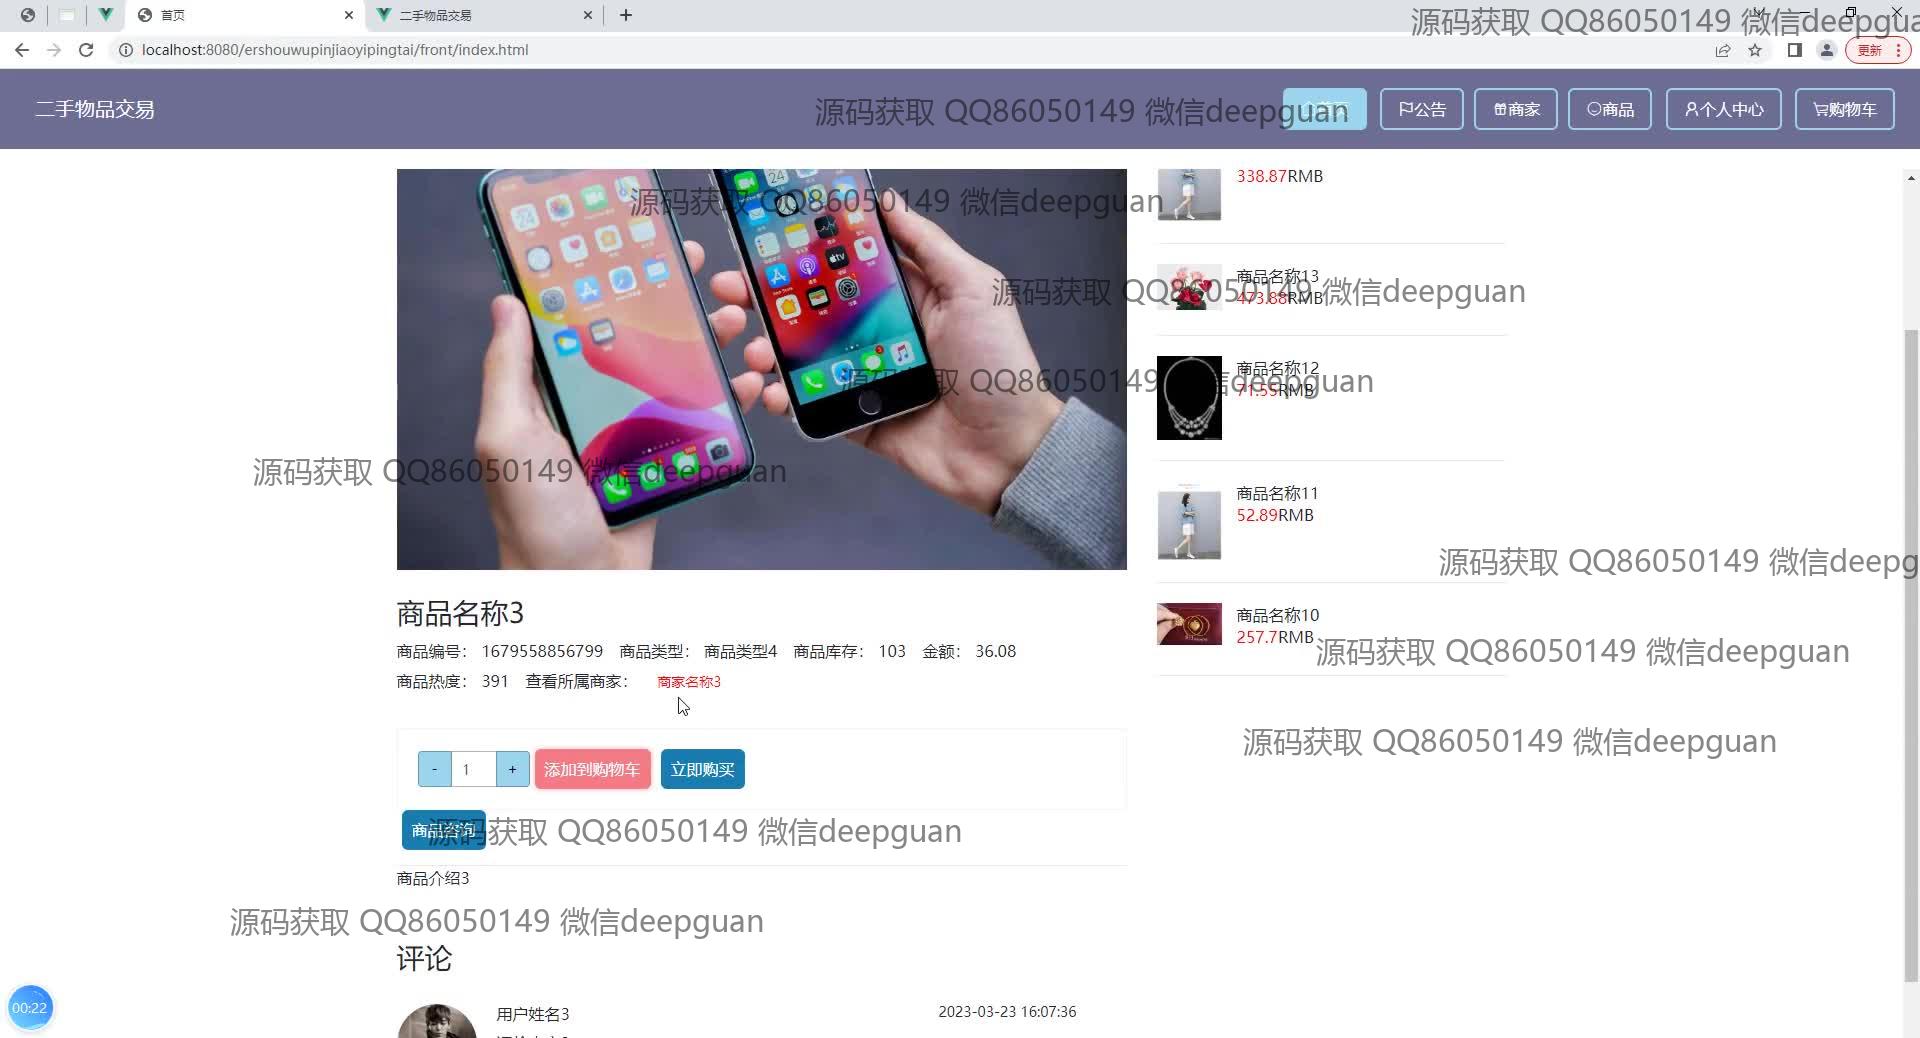 首页
二手物品交易
源码获取 QQ86050149 微信deepgua
localhost:8080/ershouwupinjiaoyipingtai/front/index.html
更新
二手物品交易
源码获取 QQ86050149 微信deepguan
首页
公告
商家
商品
个人中心
购物车
338.87RMB
源码获取 QQ86050149 微信deepguan
商品名称13
473.88RMB
源码获取 QQ86050149 微信deepguan
商品名称12
71.55RMB
源码获取 QQ86050149 微信deepguan
源码获取 QQ86050149 微信deepguan
商品名称11
52.89RMB
源码获取 QQ86050149 微信deepg
商品名称10
257.7RMB
源码获取 QQ86050149 微信deepguan
商品名称3
商品编号： 1679558856799 商品类型： 商品类型4 商品库存： 103 金额： 36.08
商品热度： 391 查看所属商家： 商家名称3
源码获取 QQ86050149 微信deepguan
- 1 + 添加到购物车 立即购买
商品咨询
源码获取 QQ86050149 微信deepguan
商品介绍3
源码获取 QQ86050149 微信deepguan
评论
用户姓名3 2023-03-23 16:07:36
00:22